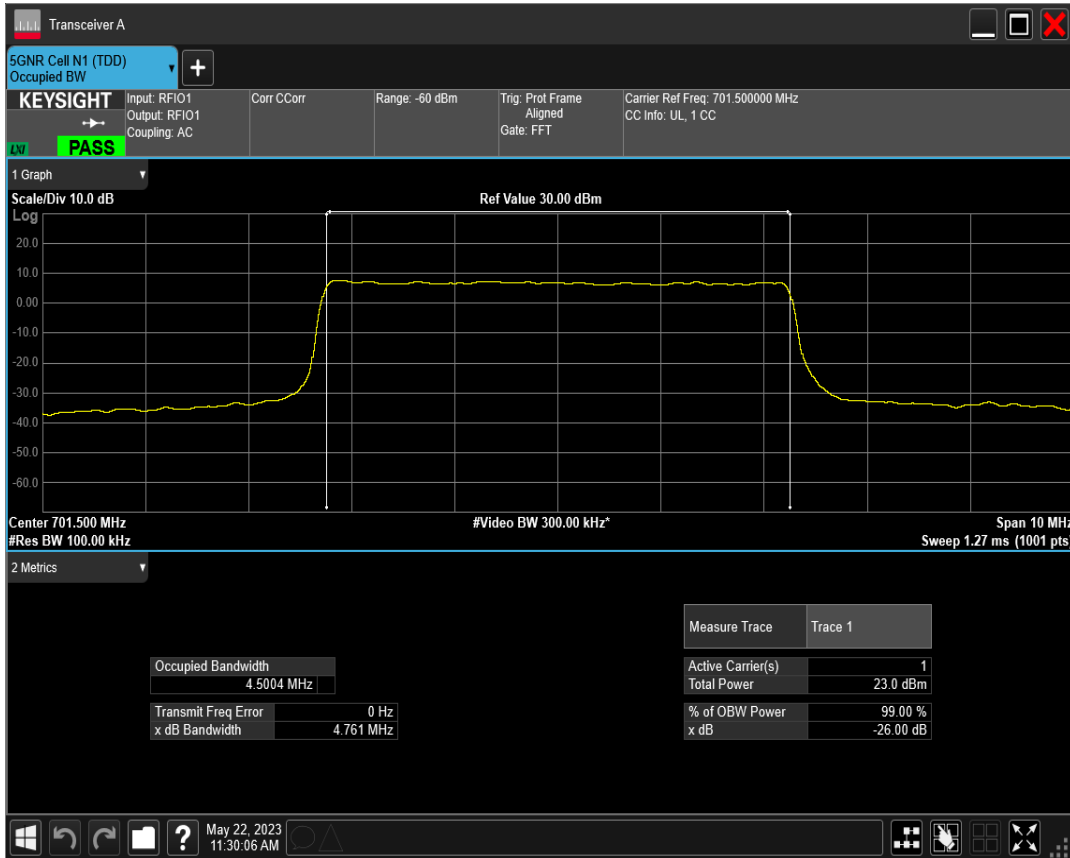 Transceiver A
5GNR Cell N1 (TDD)
Occupied BW
+
KEYSIGHT
LXI
PASS
Input: RFIO1
Output: RFIO1
Coupling: AC
Corr CCorr
Range: -60 dBm
Trig: Prot Frame
Aligned
Gate: FFT
Carrier Ref Freq: 701.500000 MHz
CC Info: UL, 1 CC
1 Graph
Scale/Div 10.0 dB
Ref Value 30.00 dBm
Log
20.0
10.0
0.00
-10.0
-20.0
-30.0
-40.0
-50.0
-60.0
Center 701.500 MHz
#Video BW 300.00 kHz*
Span 10 MHz
#Res BW 100.00 kHz
Sweep 1.27 ms (1001 pts)
2 Metrics
Measure Trace Trace 1
Occupied Bandwidth
4.5004 MHz
Active Carrier(s) 1
Total Power 23.0 dBm
Transmit Freq Error 0 Hz
x dB Bandwidth 4.761 MHz
% of OBW Power 99.00 %
x dB -26.00 dB
?
May 22, 2023
11:30:06 AM